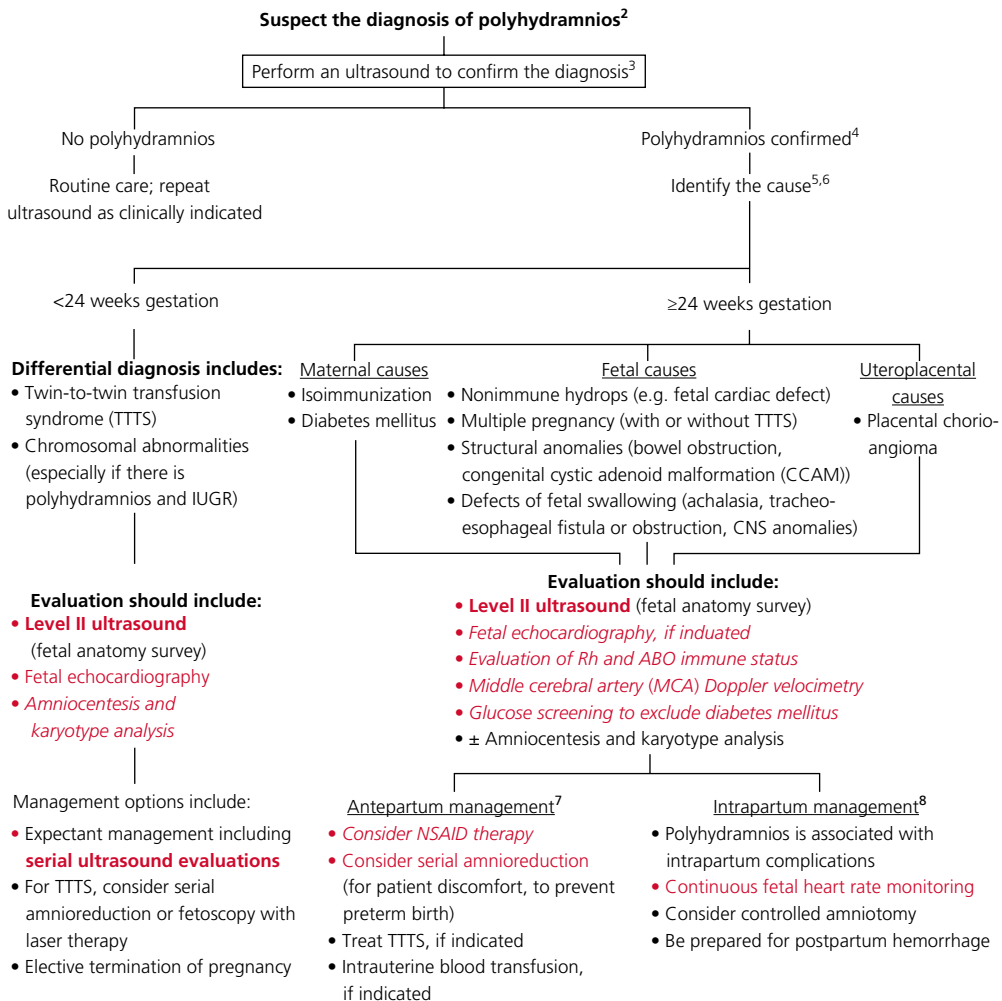 Suspect the diagnosis of polyhydramnios2
Perform an ultrasound to confirm the diagnosis3
No polyhydramnios
Routine care; repeat
ultrasound as clinically indicated
Polyhydramnios confirmed4
Identify the cause5,6
<24 weeks gestation
Differential diagnosis includes:
• Twin-to-twin transfusion
syndrome (TTTS)
• Chromosomal abnormalities
(especially if there is
polyhydramnios and IUGR)
Evaluation should include:
• Level II ultrasound
(fetal anatomy survey)
• Fetal echocardiography
• Amniocentesis and
karyotype analysis
Management options include:
• Expectant management including
serial ultrasound evaluations
• For TTTS, consider serial
amnioreduction or fetoscopy with
laser therapy
• Elective termination of pregnancy
≥24 weeks gestation
Maternal causes
• Isoimmunization
• Diabetes mellitus
Fetal causes
• Nonimmune hydrops (e.g. fetal cardiac defect)
• Multiple pregnancy (with or without TTTS)
• Structural anomalies (bowel obstruction,
congenital cystic adenoid malformation (CCAM))
• Defects of fetal swallowing (achalasia, tracheo-
esophageal fistula or obstruction, CNS anomalies)
Uteroplacental
causes
• Placental chorio-
angioma
Evaluation should include:
• Level II ultrasound (fetal anatomy survey)
• Fetal echocardiography, if induated
• Evaluation of Rh and ABO immune status
• Middle cerebral artery (MCA) Doppler velocimetry
• Glucose screening to exclude diabetes mellitus
• ± Amniocentesis and karyotype analysis
Antepartum management7
• Consider NSAID therapy
• Consider serial amnioreduction
(for patient discomfort, to prevent
preterm birth)
• Treat TTTS, if indicated
• Intrauterine blood transfusion,
if indicated
Intrapartum management8
• Polyhydramnios is associated with
intrapartum complications
• Continuous fetal heart rate monitoring
• Consider controlled amniotomy
• Be prepared for postpartum hemorrhage